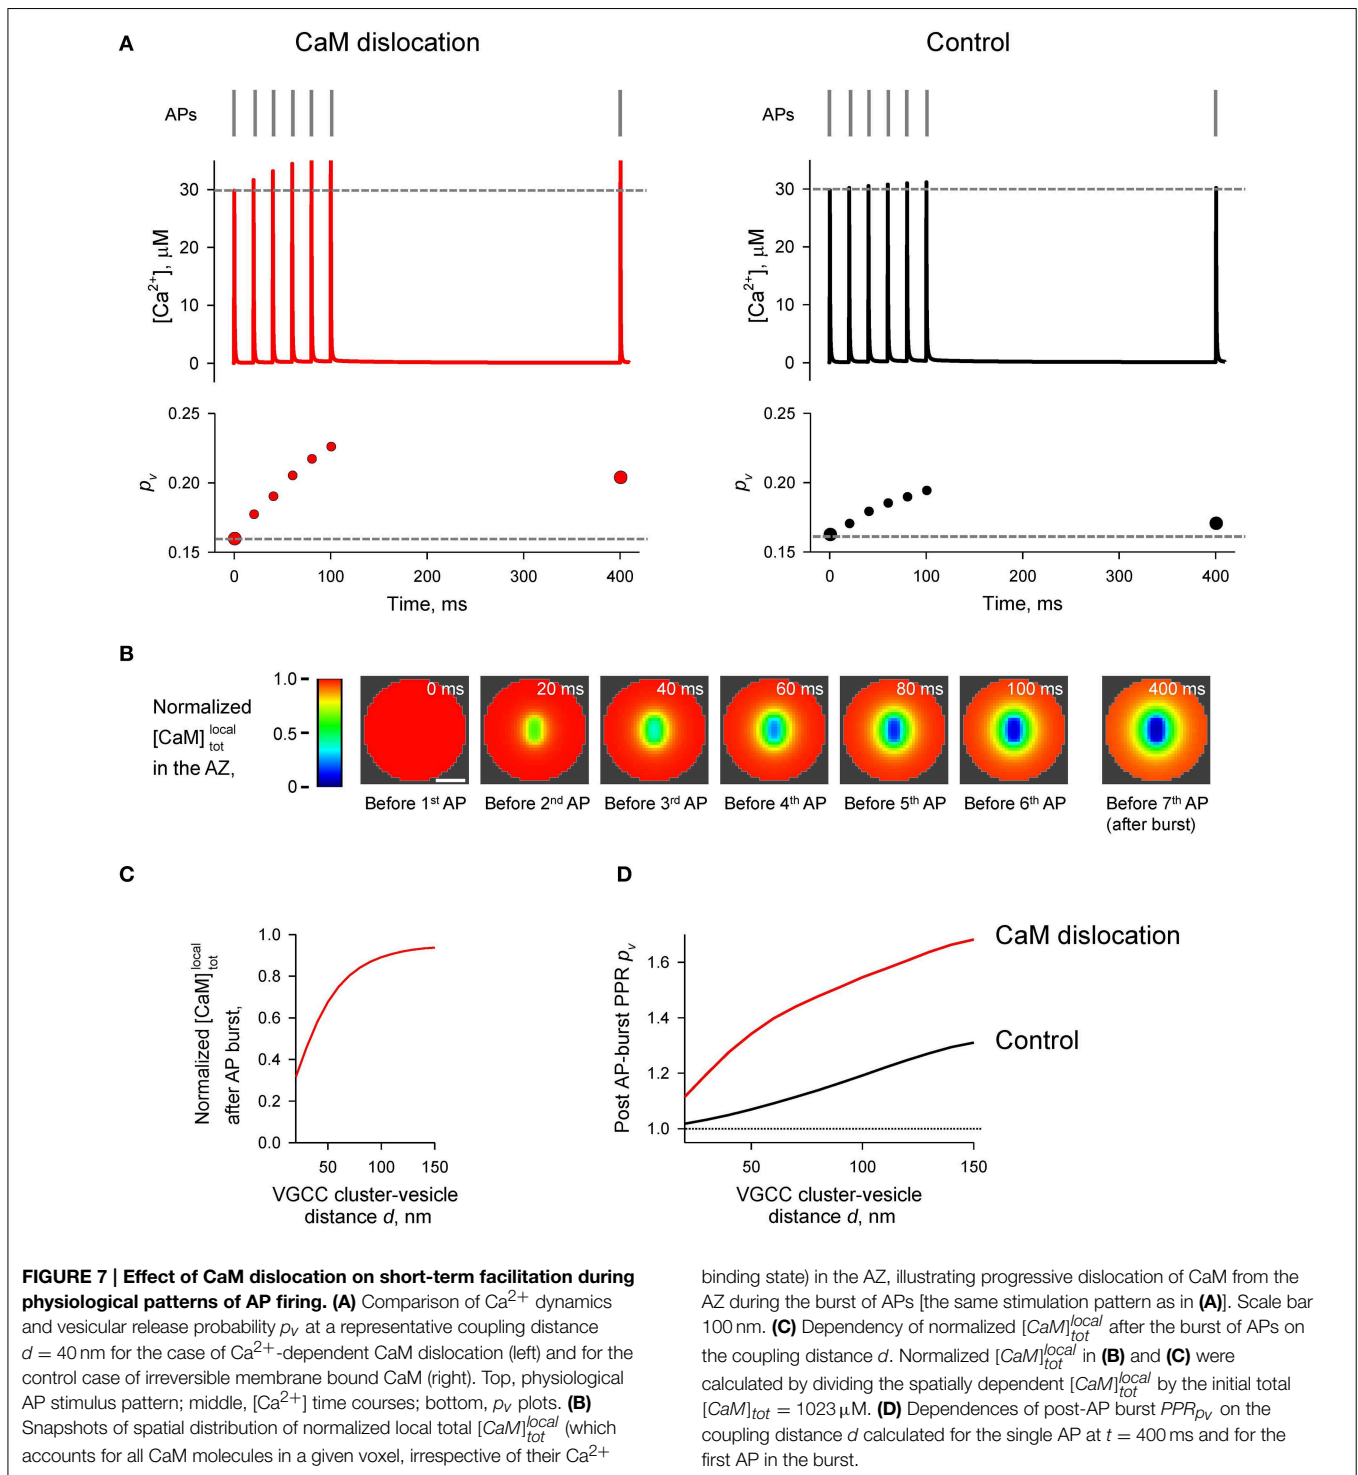 A
CaM dislocation
Control
APs
APs
30
20
10
0
[Ca2+], μM
30
20
10
0
[Ca2+], μM
0.25
0.20
0.15
pv
0 100 200 300 400
Time, ms
0.25
0.20
0.15
pv
0 100 200 300 400
Time, ms
B
Normalized
[CaM] local tot
in the AZ,
1.0
0.5
0
0 ms
20 ms
40 ms
60 ms
80 ms
100 ms
400 ms
Before 1st AP
Before 2nd AP
Before 3rd AP
Before 4th AP
Before 5th AP
Before 6th AP
Before 7th AP
(after burst)
C
Normalized [CaM] local tot
after AP burst,
1.0
0.8
0.6
0.4
0.2
0.0
50 100 150
VGCC cluster-vesicle
distance d, nm
D
Post AP-burst PPR pv
1.6
1.4
1.2
1.0
CaM dislocation
Control
50 100 150
VGCC cluster-vesicle
distance d, nm
FIGURE 7 | Effect of CaM dislocation on short-term facilitation during
physiological patterns of AP firing. (A) Comparison of Ca2+ dynamics
and vesicular release probability pv at a representative coupling distance
d = 40 nm for the case of Ca2+-dependent CaM dislocation (left) and for the
control case of irreversible membrane bound CaM (right). Top, physiological
AP stimulus pattern; middle, [Ca2+] time courses; bottom, pv plots. (B)
Snapshots of spatial distribution of normalized local total [CaM] local tot (which
accounts for all CaM molecules in a given voxel, irrespective of their Ca2+
binding state) in the AZ, illustrating progressive dislocation of CaM from the
AZ during the burst of APs [the same stimulation pattern as in (A)]. Scale bar
100 nm. (C) Dependency of normalized [CaM] local tot after the burst of APs on
the coupling distance d. Normalized [CaM] local tot in (B) and (C) were
calculated by dividing the spatially dependent [CaM] local tot by the initial total
[CaM]tot = 1023 μM. (D) Dependences of post-AP burst PPRpv on the
coupling distance d calculated for the single AP at t = 400 ms and for the
first AP in the burst.